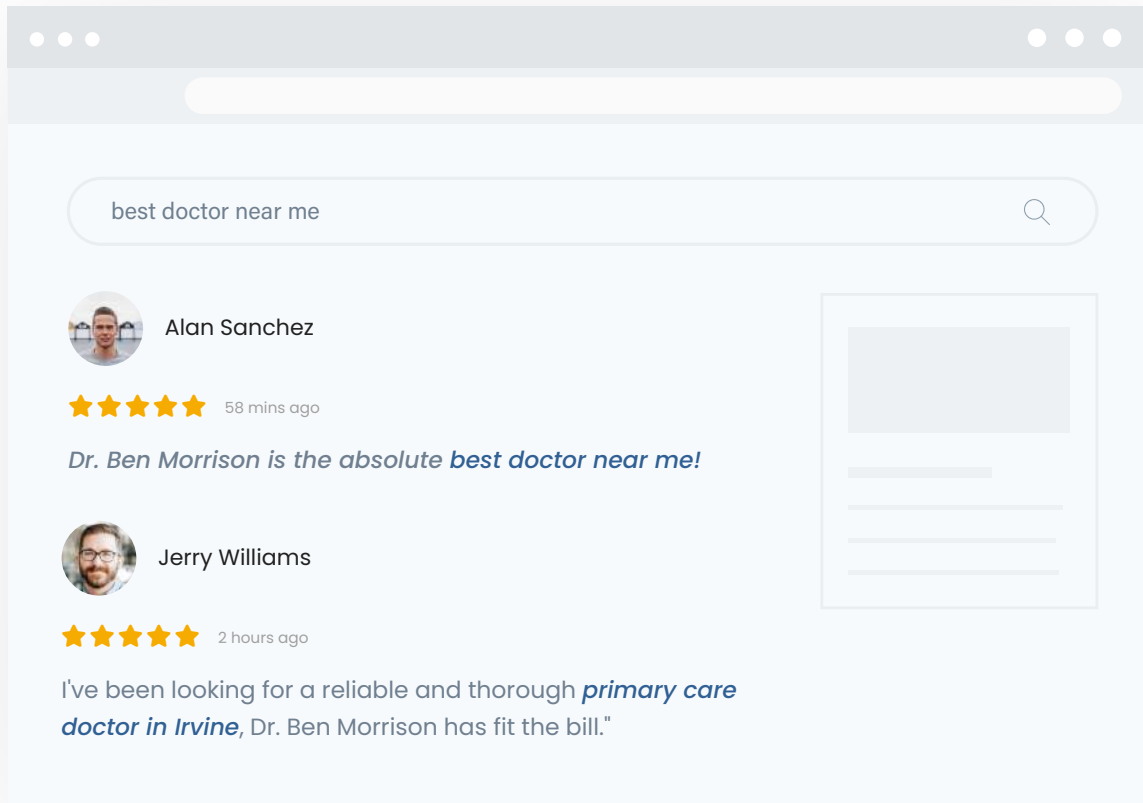 best doctor near me
Alan Sanchez
58 mins ago
Dr. Ben Morrison is the absolute best doctor near me!
Jerry Williams
2 hours ago
I've been looking for a reliable and thorough primary care
doctor in Irvine, Dr. Ben Morrison has fit the bill."